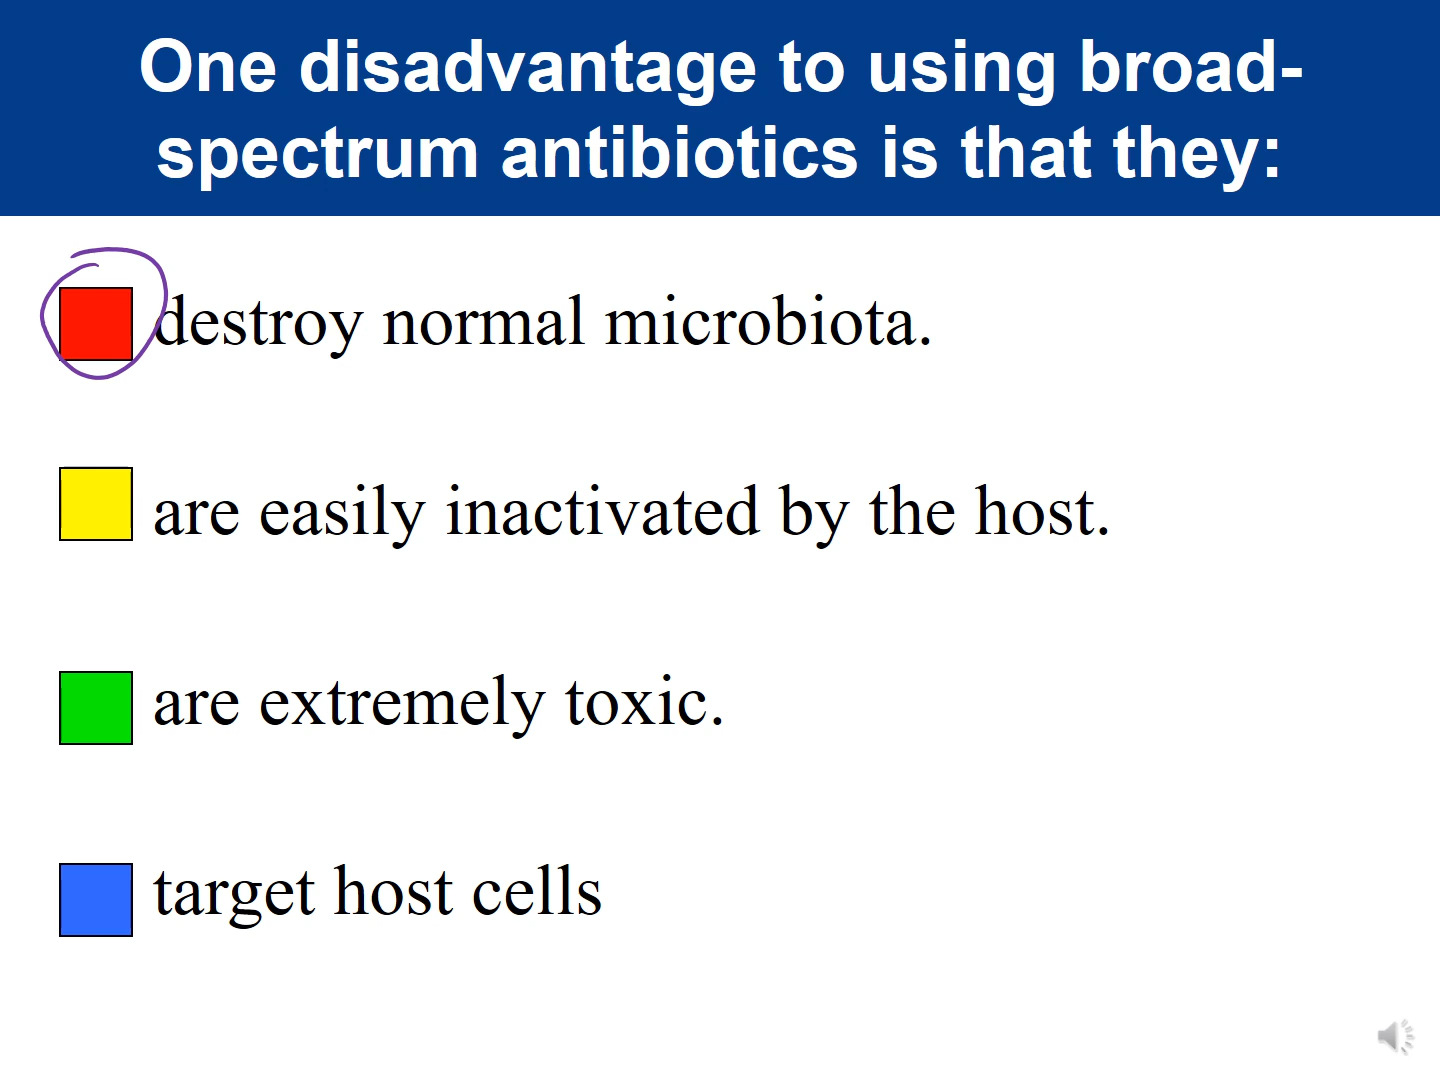 One disadvantage to using broad-
spectrum antibiotics is that they:
destroy normal microbiota.
are easily inactivated by the host.
are extremely toxic.
target host cells